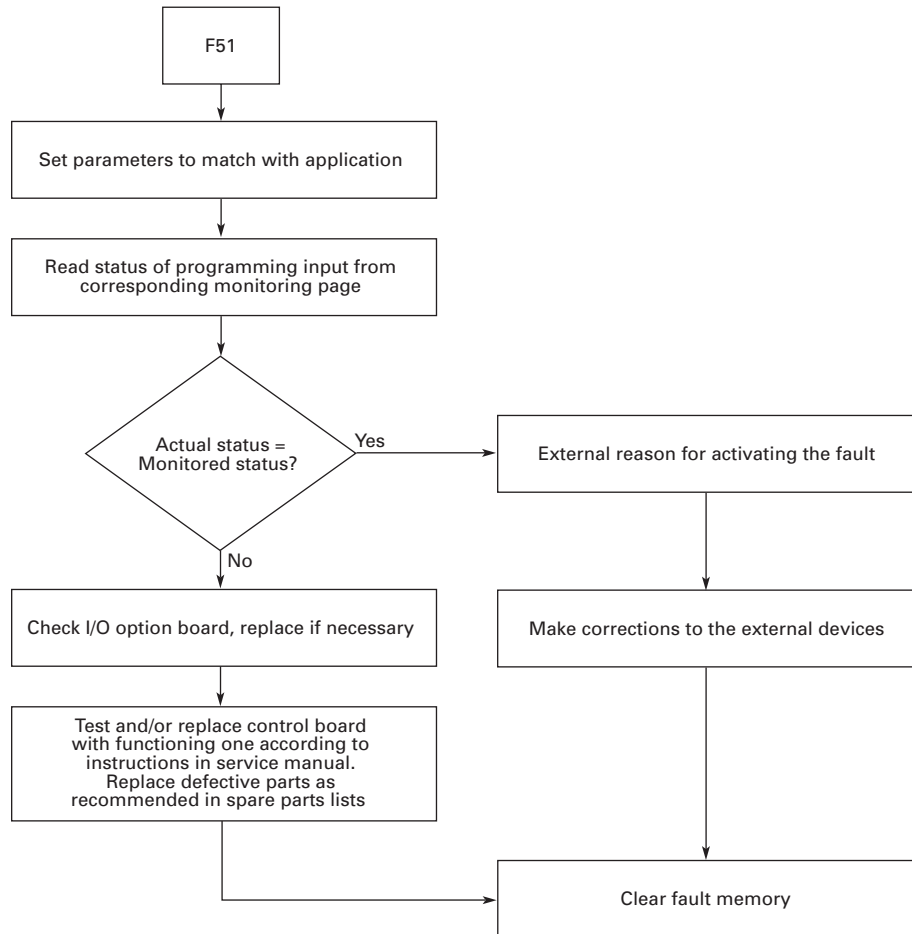 F51
Set parameters to match with application
Read status of programming input from
corresponding monitoring page
Actual status =
Monitored status?
Yes
External reason for activating the fault
No
Check I/O option board, replace if necessary
Make corrections to the external devices
Test and/or replace control board
with functioning one according to
instructions in service manual.
Replace defective parts as
recommended in spare parts lists
Clear fault memory